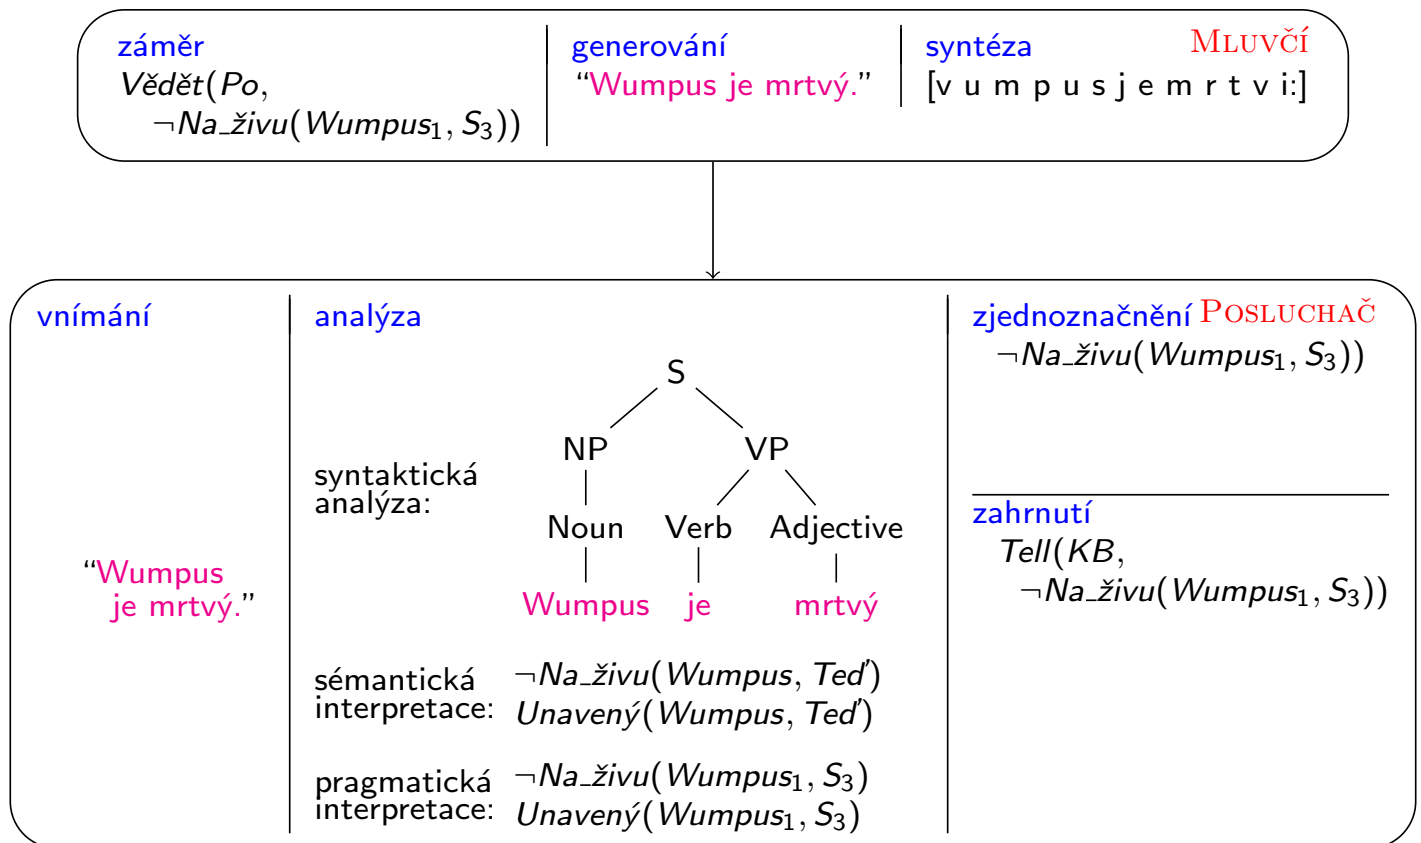 záměr
Vědět(Po,
¬Na_živu(Wumpus₁, S₃))
generování
“Wumpus je mrtvý.”
syntéza
Mluvčí
[v u m p u s j e m r t v i:]
vnímání
“Wumpus
je mrtvý.”
analýza
syntaktická
analýza:
S
NP VP
Noun Verb Adjective
Wumpus je mrtvý
sémantická
interpretace:
¬Na_živu(Wumpus, Teď)
Unavený(Wumpus, Teď)
pragmatická
interpretace:
¬Na_živu(Wumpus₁, S₃)
Unavený(Wumpus₁, S₃)
zjednoznačnění
Posluchač
¬Na_živu(Wumpus₁, S₃))
zahrnutí
Tell(KB,
¬Na_živu(Wumpus₁, S₃))